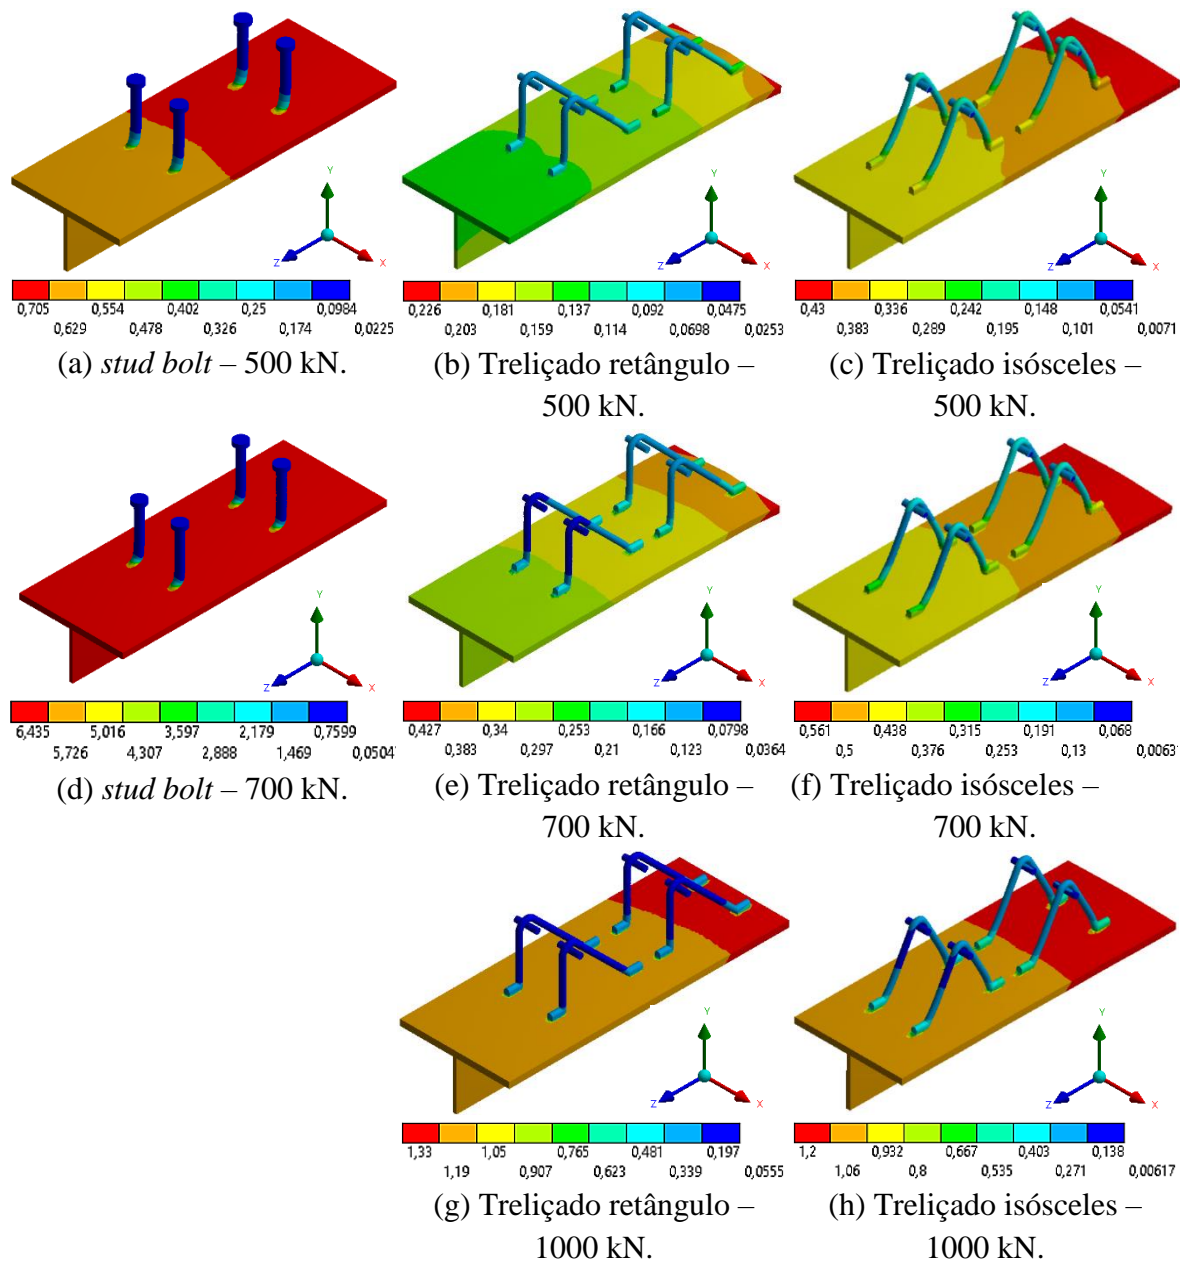 Y
Z
X
0,705 0,554 0,402 0,25 0,0984
0,629 0,478 0,326 0,174 0,0225
(a) stud bolt – 500 kN.
Y
Z
X
0,226 0,181 0,137 0,092 0,0475
0,203 0,159 0,114 0,0698 0,0253
(b) Treliçado retângulo –
500 kN.
Y
Z
X
0,43 0,336 0,242 0,148 0,0541
0,383 0,289 0,195 0,101 0,0071
(c) Treliçado isósceles –
500 kN.
Y
Z
X
6,435 5,016 3,597 2,179 0,7599
5,726 4,307 2,888 1,469 0,0504
(d) stud bolt – 700 kN.
Y
Z
X
0,427 0,34 0,253 0,166 0,0798
0,383 0,297 0,21 0,123 0,0364
(e) Treliçado retângulo –
700 kN.
Y
Z
X
0,561 0,438 0,315 0,191 0,068
0,5 0,376 0,253 0,13 0,0063
(f) Treliçado isósceles –
700 kN.
Y
Z
X
1,33 1,05 0,765 0,481 0,197
1,19 0,907 0,623 0,339 0,0555
(g) Treliçado retângulo –
1000 kN.
Y
Z
X
1,2 0,932 0,667 0,403 0,138
1,06 0,8 0,535 0,271 0,00617
(h) Treliçado isósceles –
1000 kN.